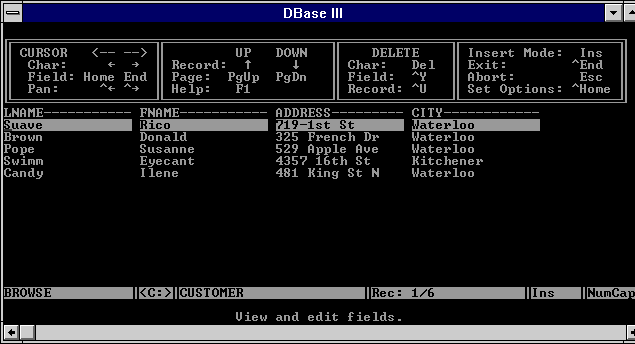 DBase III
CURSOR <-- --> UP DOWN DELETE Insert Mode: Ins
Char: ← → Record: ↑ ↓ Char: Del Exit: ^End
Field: Home End Page: PgUp PgDn Field: ^Y Abort: Esc
Pan: ^← ^→ Help: F1 Record: ^U Set Options: ^Home
LNAME----------- FNAME----------- ADDRESS---------- CITY------------
Suave Rico 719-1st St Waterloo
Brown Donald 325 French Dr Waterloo
Pope Susanne 529 Apple Ave Waterloo
Swimm Eyecant 4357 16th St Kitchener
Candy Ilene 481 King St N Waterloo
BROWSE <C:> CUSTOMER Rec: 1/6 Ins NumCap
View and edit fields.